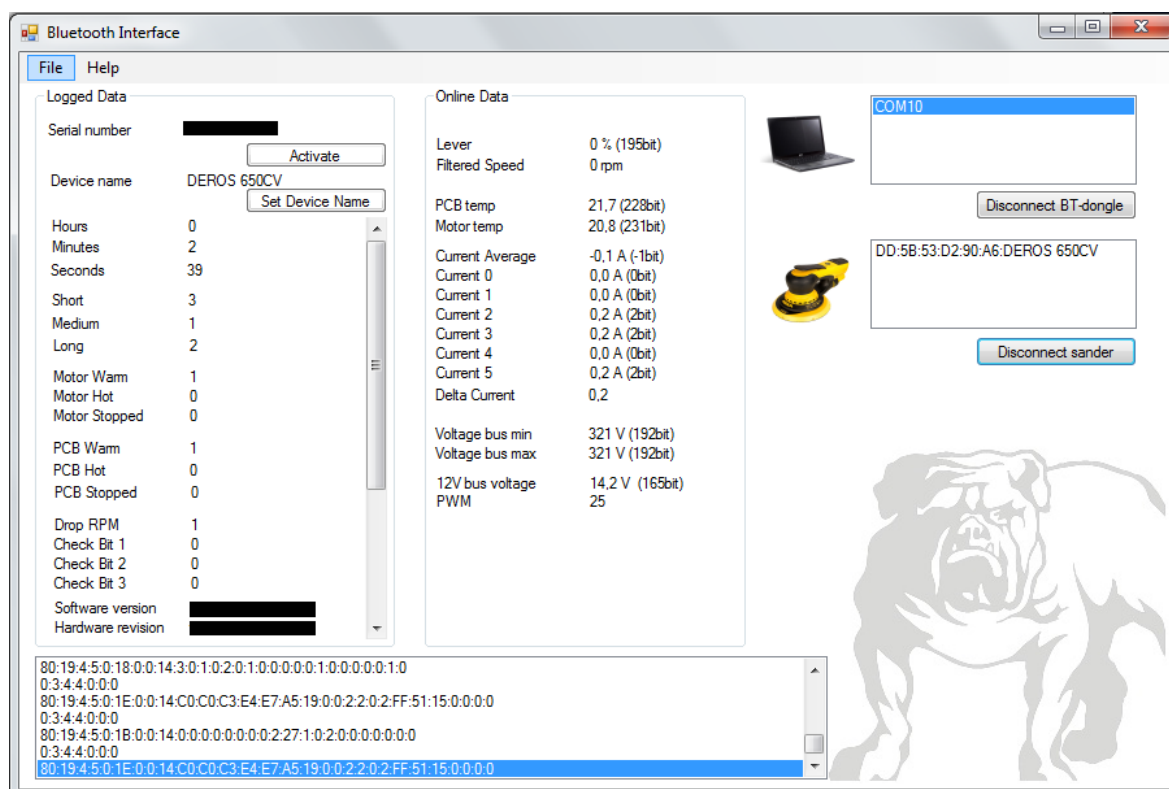 Bluetooth Interface
File Help
Logged Data
Serial number
Activate
Device name DEROS 650CV
Set Device Name
Hours 0
Minutes 2
Seconds 39
Short 3
Medium 1
Long 2
Motor Warm 1
Motor Hot 0
Motor Stopped 0
PCB Warm 1
PCB Hot 0
PCB Stopped 0
Drop RPM 1
Check Bit 1 0
Check Bit 2 0
Check Bit 3 0
Software version
Hardware revision
Online Data
Lever 0 % (195bit)
Filtered Speed 0 rpm
PCB temp 21,7 (228bit)
Motor temp 20,8 (231bit)
Current Average -0,1 A (-1bit)
Current 0 0,0 A (0bit)
Current 1 0,0 A (0bit)
Current 2 0,2 A (2bit)
Current 3 0,2 A (2bit)
Current 4 0,0 A (0bit)
Current 5 0,2 A (2bit)
Delta Current 0,2
Voltage bus min 321 V (192bit)
Voltage bus max 321 V (192bit)
12V bus voltage 14,2 V (165bit)
PWM 25
COM10
Disconnect BT-dongle
DD:5B:53:D2:90:A6:DEROS 650CV
Disconnect sander
80:19:4:5:0:18:0:0:14:3:0:1:0:2:0:1:0:0:0:0:0:1:0:0:0:0:0:1:0
0:3:4:4:0:0:0
80:19:4:5:0:1E:0:0:14:C0:C0:C3:E4:E7:A5:19:0:0:2:2:0:2:FF:51:15:0:0:0
0:3:4:4:0:0:0
80:19:4:5:0:1B:0:0:14:0:0:0:0:0:0:0:0:2:27:1:0:2:0:0:0:0:0:0:0
0:3:4:4:0:0:0
80:19:4:5:0:1E:0:0:14:C0:C0:C3:E4:E7:A5:19:0:0:2:2:0:2:FF:51:15:0:0:0